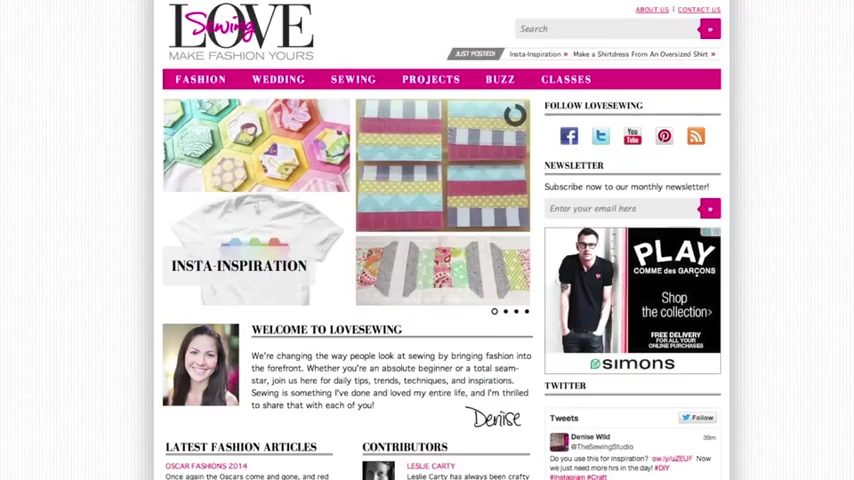 ABOUT US | CONTACT US
Sewing
LOVE
MAKE FASHION YOURS
Search
»
JUST POSTED!
Insta-Inspiration »
Make a Shirtdress From An Oversized Shirt »
FASHION
WEDDING
SEWING
PROJECTS
BUZZ
CLASSES
INSTA-INSPIRATION
FOLLOW LOVESEWING
You
Tube
NEWSLETTER
Subscribe now to our monthly newsletter!
Enter your email here
»
PLAY
COMME des GARÇONS
Shop
the collection>
FREE DELIVERY
FOR ALL YOUR
ONLINE PURCHASES
simons
WELCOME TO LOVESEWING
We're changing the way people look at sewing by bringing fashion into
the forefront. Whether you're an absolute beginner or a total seam-
star, join us here for daily tips, trends, techniques, and inspirations.
Sewing is something I've done and loved my entire life, and I'm thrilled
to share that with each of you!
Denise
TWITTER
Tweets
Follow
Denise Wild
39m
@TheSewingStudio
Do you use this for inspiration? ow.ly/uZEUF Now
we just need more hrs in the day! #DIY
#Instagram #Craft
LATEST FASHION ARTICLES
OSCAR FASHIONS 2014
Once again the Oscars come and gone, and red
CONTRIBUTORS
LESLIE CARTY
Leslie Carty has always been crafty